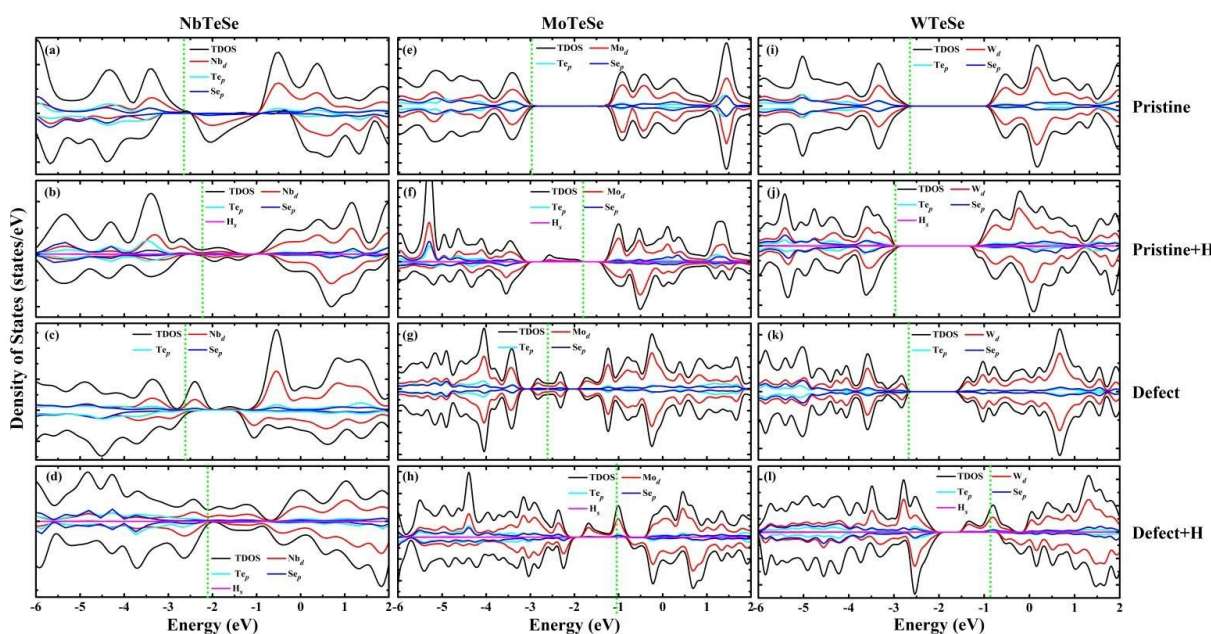 NbTeSe MoTeSe WTeSe
(a) TDOS Nb_d Te_p Se_p
(e) TDOS Mo_d Te_p Se_p
(i) TDOS W_d Te_p Se_p
Pristine
(b) TDOS Nb_d Te_p Se_p H_s
(f) TDOS Mo_d Te_p Se_p H_s
(j) TDOS W_d Te_p Se_p H_s
Pristine+H
(c) TDOS Nb_d Te_p Se_p
(g) TDOS Mo_d Te_p Se_p
(k) TDOS W_d Te_p Se_p
Defect
(d) TDOS Nb_d Te_p Se_p H_s
(h) TDOS Mo_d Te_p Se_p H_s
(l) TDOS W_d Te_p Se_p H_s
Defect+H
Density of States (states/eV)
-6 -5 -4 -3 -2 -1 0 1 2 -6 -5 -4 -3 -2 -1 0 1 2 -6 -5 -4 -3 -2 -1 0 1 2
Energy (eV) Energy (eV) Energy (eV)